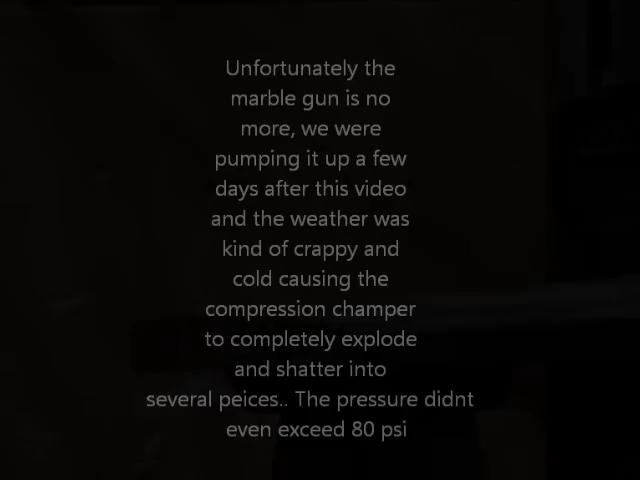 Unfortunately the
marble gun is no
more, we were
pumping it up a few
days after this video
and the weather was
kind of crappy and
cold causing the
compression champer
to completely explode
and shatter into
several peices.. The pressure didnt
even exceed 80 psi